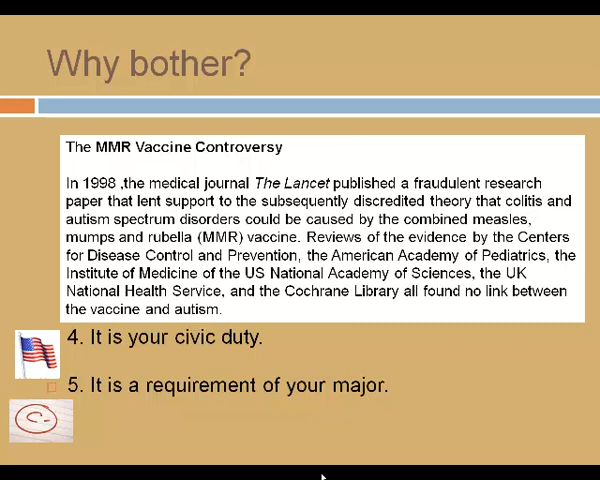 Why bother?
The MMR Vaccine Controversy
In 1998 ,the medical journal The Lancet published a fraudulent research
paper that lent support to the subsequently discredited theory that colitis and
autism spectrum disorders could be caused by the combined measles,
mumps and rubella (MMR) vaccine. Reviews of the evidence by the Centers
for Disease Control and Prevention, the American Academy of Pediatrics, the
Institute of Medicine of the US National Academy of Sciences, the UK
National Health Service, and the Cochrane Library all found no link between
the vaccine and autism.
4. It is your civic duty.
5. It is a requirement of your major.
C-